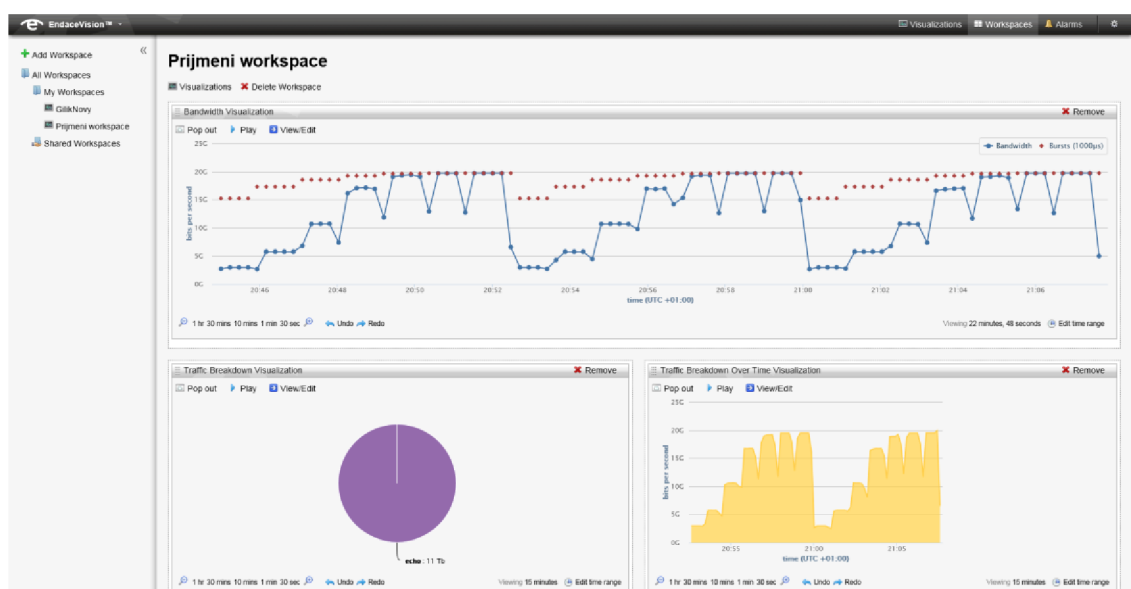 EndaceVision™
Visualizations Workspaces Alarms
Add Workspace
All Workspaces
My Workspaces
GilikNovy
Prijmeni workspace
Shared Workspaces
Prijmeni workspace
Visualizations Delete Workspace
Bandwidth Visualization Remove
Pop out Play View/Edit
25G
Bandwidth Bursts (1000µs)
20G
15G
10G
5G
0G
bits per second
20:46 20:48 20:50 20:52 20:54 20:56 20:58 21:00 21:02 21:04 21:06
time (UTC +01:00)
1 hr 30 mins 10 mins 1 min 30 sec Undo Redo Viewing 22 minutes, 48 seconds Edit time range
Traffic Breakdown Visualization Remove
Pop out Play View/Edit
echo : 11 Tb
1 hr 30 mins 10 mins 1 min 30 sec Undo Redo Viewing 15 minutes Edit time range
Traffic Breakdown Over Time Visualization Remove
Pop out Play View/Edit
25G
20G
15G
10G
5G
0G
bits per second
20:55 21:00 21:05
time (UTC +01:00)
1 hr 30 mins 10 mins 1 min 30 sec Undo Redo Viewing 15 minutes Edit time range